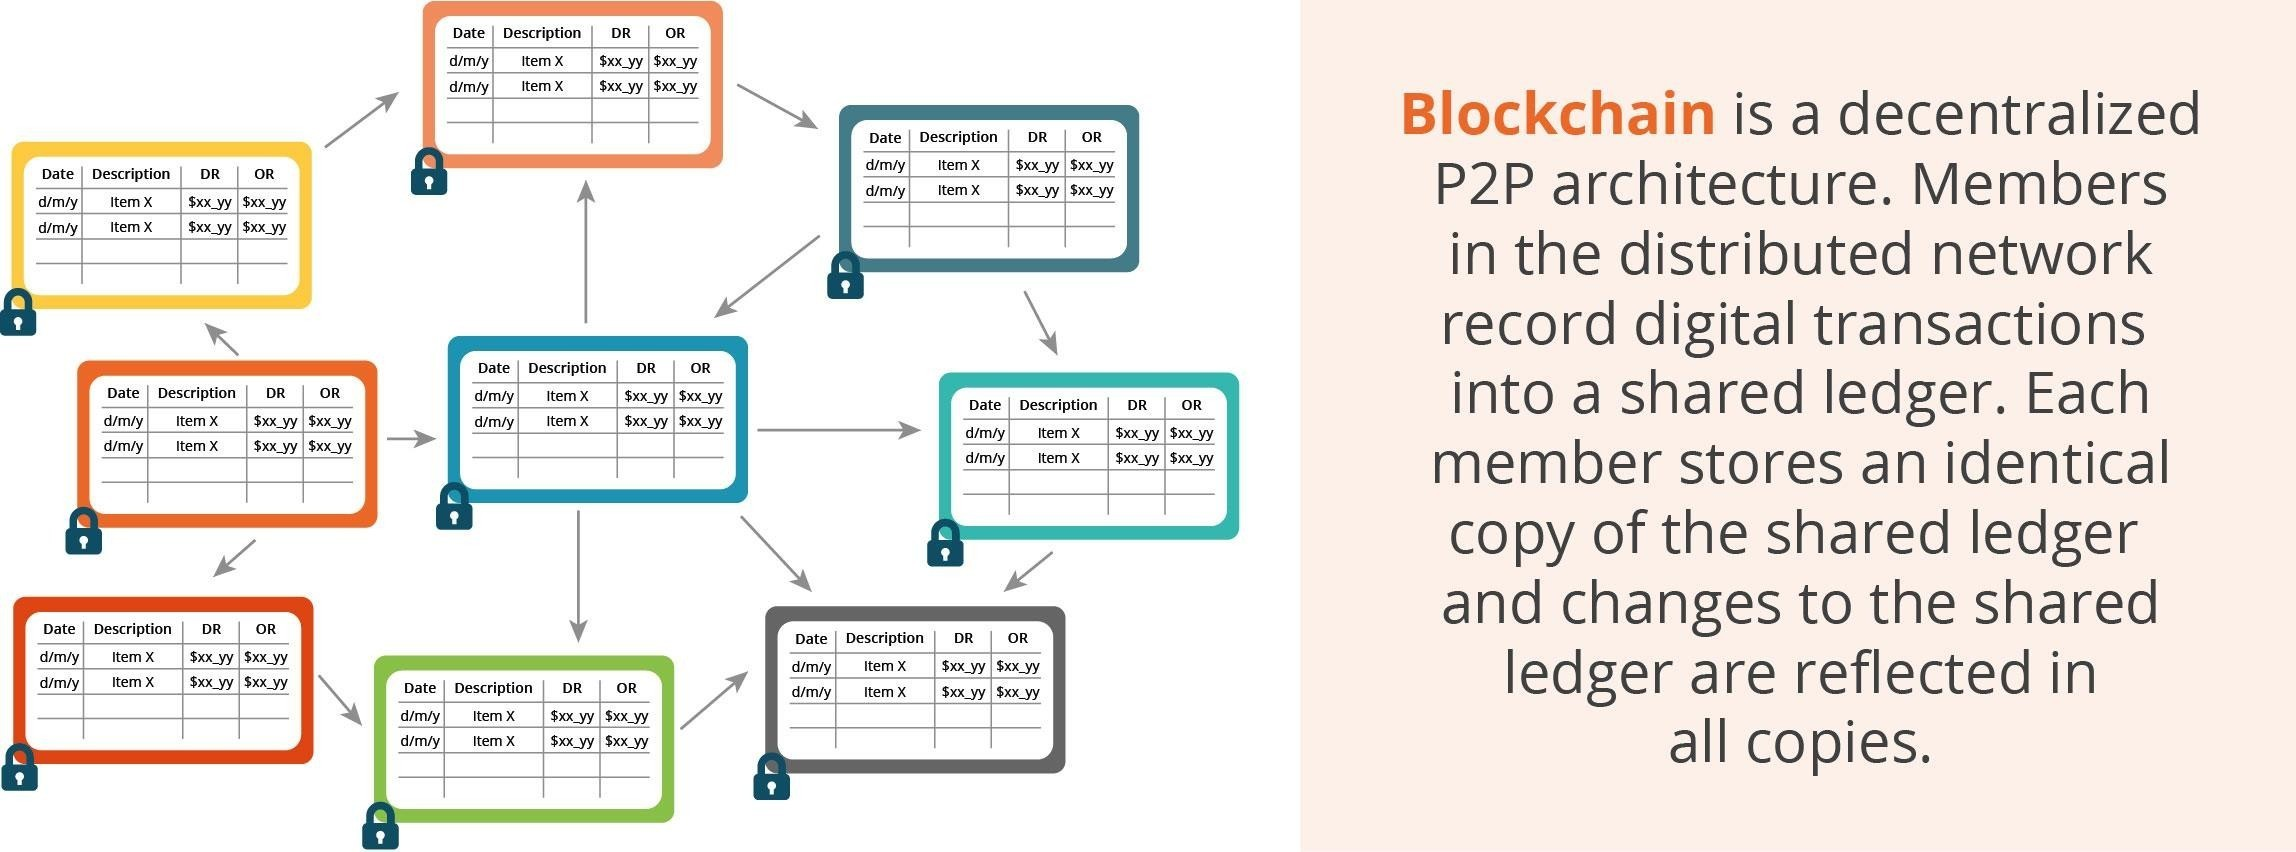 Date Description DR OR
d/m/y Item X $xx_yy $xx_yy
d/m/y Item X $xx_yy $xx_yy
Date Description DR OR
d/m/y Item X $xx_yy $xx_yy
d/m/y Item X $xx_yy $xx_yy
Date Description DR OR
d/m/y Item X $xx_yy $xx_yy
d/m/y Item X $xx_yy $xx_yy
Date Description DR OR
d/m/y Item X $xx_yy $xx_yy
d/m/y Item X $xx_yy $xx_yy
Date Description DR OR
d/m/y Item X $xx_yy $xx_yy
d/m/y Item X $xx_yy $xx_yy
Date Description DR OR
d/m/y Item X $xx_yy $xx_yy
d/m/y Item X $xx_yy $xx_yy
Date Description DR OR
d/m/y Item X $xx_yy $xx_yy
d/m/y Item X $xx_yy $xx_yy
Date Description DR OR
d/m/y Item X $xx_yy $xx_yy
d/m/y Item X $xx_yy $xx_yy
Date Description DR OR
d/m/y Item X $xx_yy $xx_yy
d/m/y Item X $xx_yy $xx_yy
Blockchain is a decentralized
P2P architecture. Members
in the distributed network
record digital transactions
into a shared ledger. Each
member stores an identical
copy of the shared ledger
and changes to the shared
ledger are reflected in
all copies.